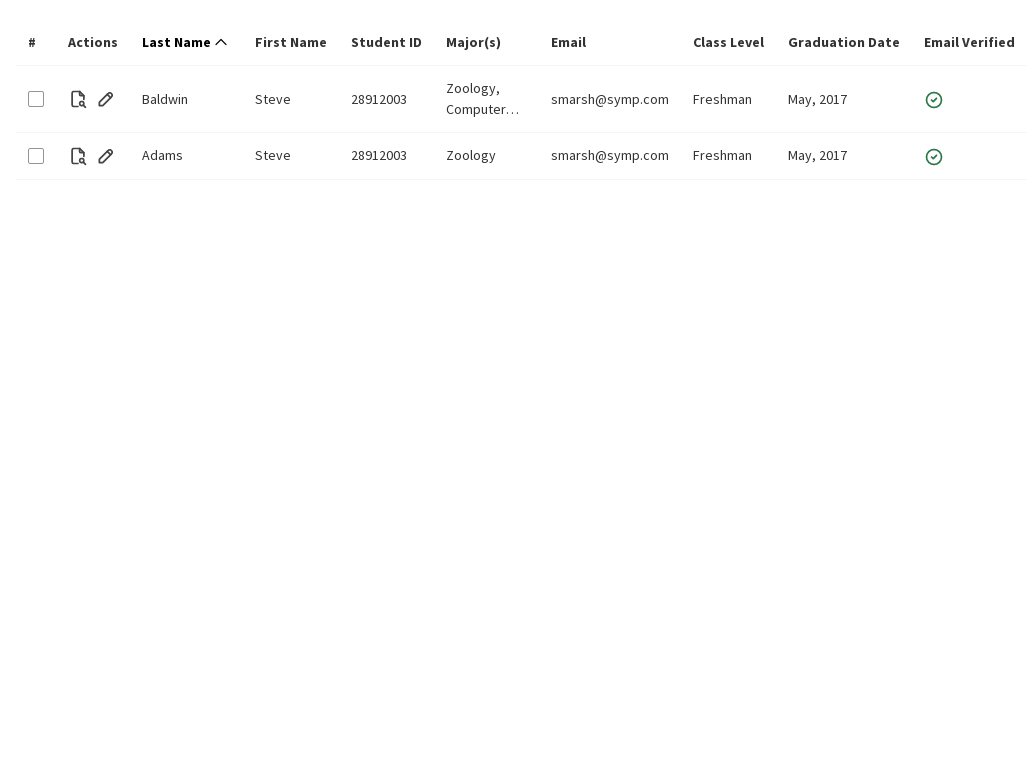 # Actions Last Name First Name Student ID Major(s) Email Class Level Graduation Date Email Verified
Baldwin Steve 28912003 Zoology, Computer… smarsh@symp.com Freshman May, 2017
Adams Steve 28912003 Zoology smarsh@symp.com Freshman May, 2017